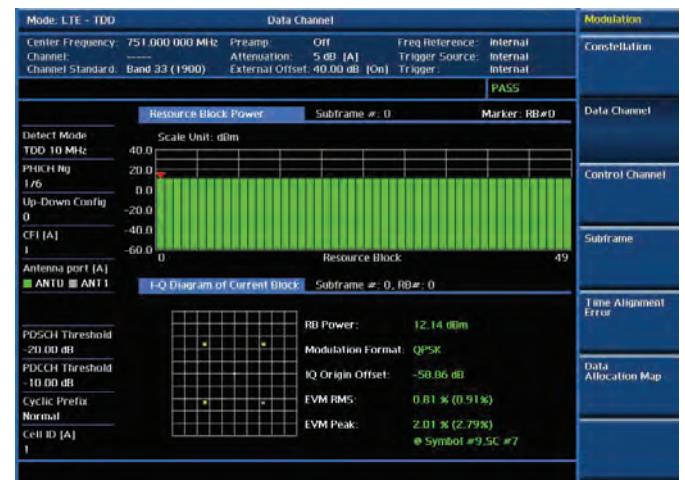 Mode: LTE - TDD Data Channel Modulation
Center Frequency: 751.000 000 MHz Preamp: Off Freq Reference: Internal
Channel: ----- Attenuation: 5 dB [A] Trigger Source: Internal
Channel Standard: Band 33 (1900) External Offset: 40.00 dB [On] Trigger: Internal
Constellation
PASS
Resource Block Power Subframe #: 0 Marker: RB#0
Data Channel
Detect Mode
TDD 10 MHz
Scale Unit: dBm
40.0
20.0
0.0
-20.0
-40.0
-60.0
0 Resource Block 49
PHICH Ng
1/6
Up-Down Config
0
CFI [A]
1
Antenna port [A]
ANT0 ANT1
Control Channel
Subframe
I-Q Diagram of Current Block Subframe #: 0, RB#: 0
Time Alignment
Error
RB Power: 12.14 dBm
Modulation Format: QPSK
IQ Origin Offset: -58.86 dB
EVM RMS: 0.81 % (0.91%)
EVM Peak: 2.01 % (2.79%)
@ Symbol #9,SC #7
PDSCH Threshold
-20.00 dB
PDCCH Threshold
-10.00 dB
Cyclic Prefix
Normal
Cell ID [A]
1
Data
Allocation Map